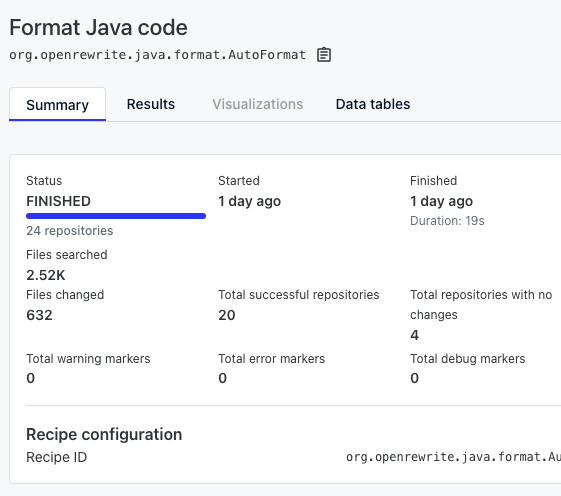 Format Java code
org.openrewrite.java.format.AutoFormat
Summary Results Visualizations Data tables
Status Started Finished
FINISHED 1 day ago 1 day ago
Duration: 19s
24 repositories
Files searched
2.52K
Files changed Total successful repositories Total repositories with no
changes
632 20
4
Total warning markers Total error markers Total debug markers
0 0 0
Recipe configuration
Recipe ID org.openrewrite.java.format.Au